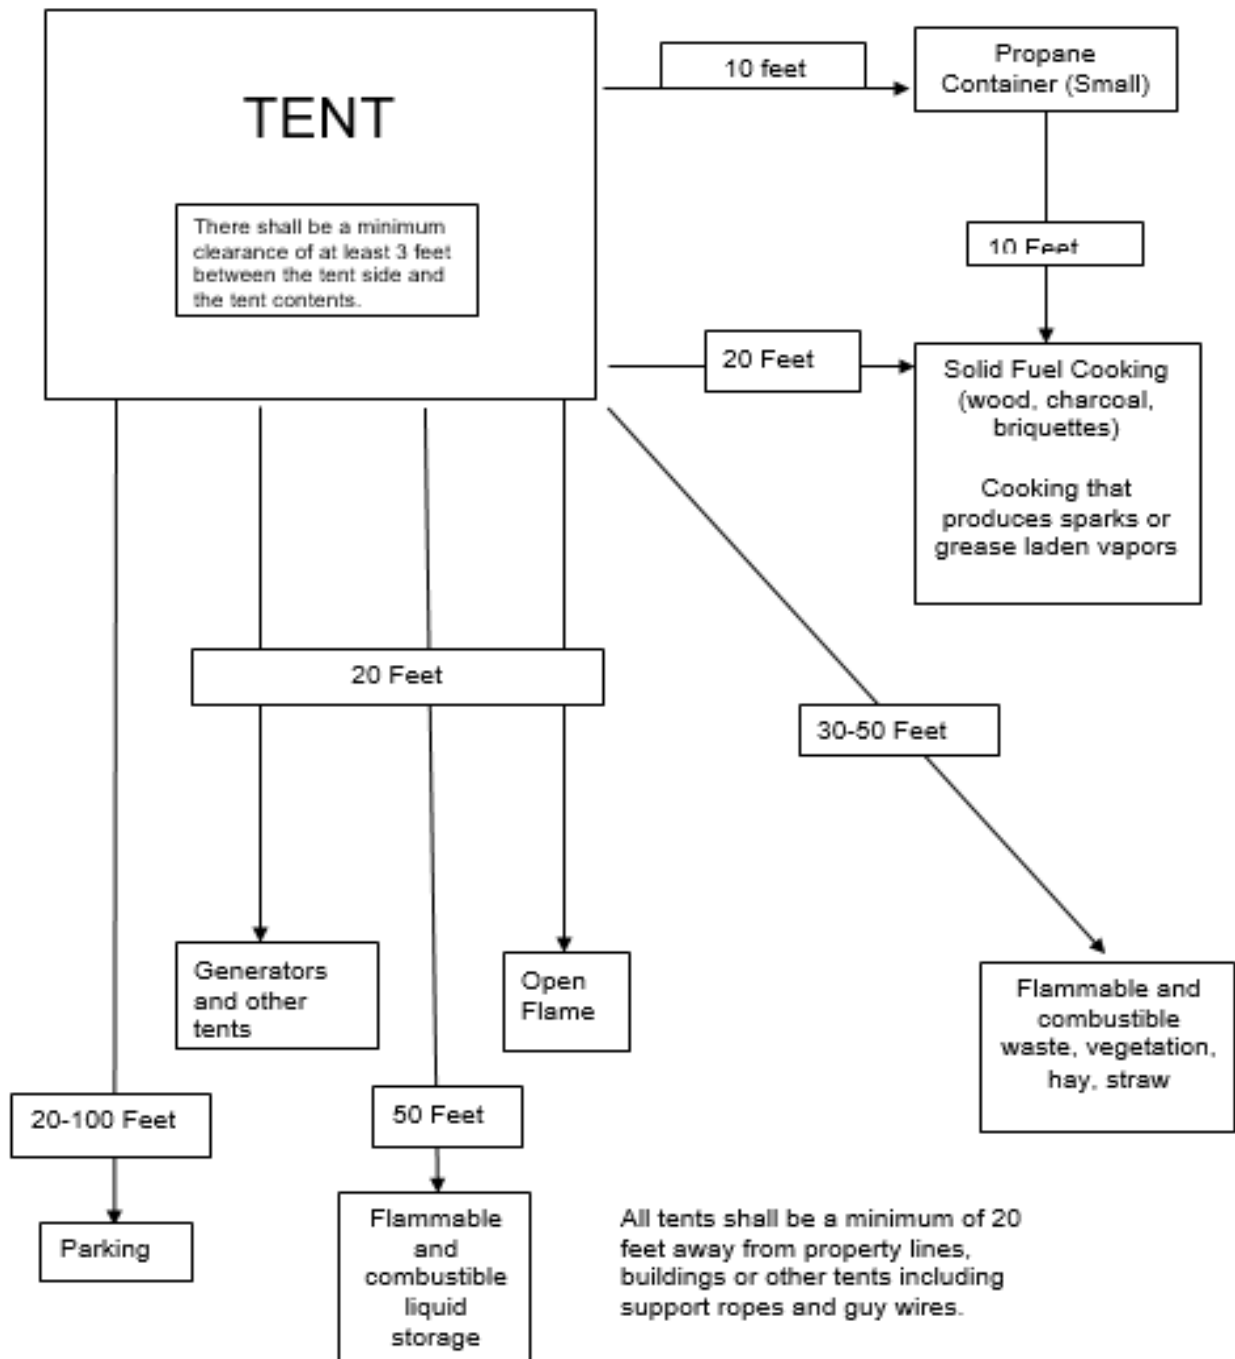 TENT
There shall be a minimum
clearance of at least 3 feet
between the tent side and
the tent contents.
10 feet
Propane
Container (Small)
10 Feet
20 Feet
Solid Fuel Cooking
(wood, charcoal,
briquettes)
Cooking that
produces sparks or
grease laden vapors
20 Feet
30-50 Feet
Generators
and other
tents
Open
Flame
Flammable and
combustible
waste, vegetation,
hay, straw
20-100 Feet
50 Feet
Parking
Flammable
and
combustible
liquid
storage
All tents shall be a minimum of 20
feet away from property lines,
buildings or other tents including
support ropes and guy wires.